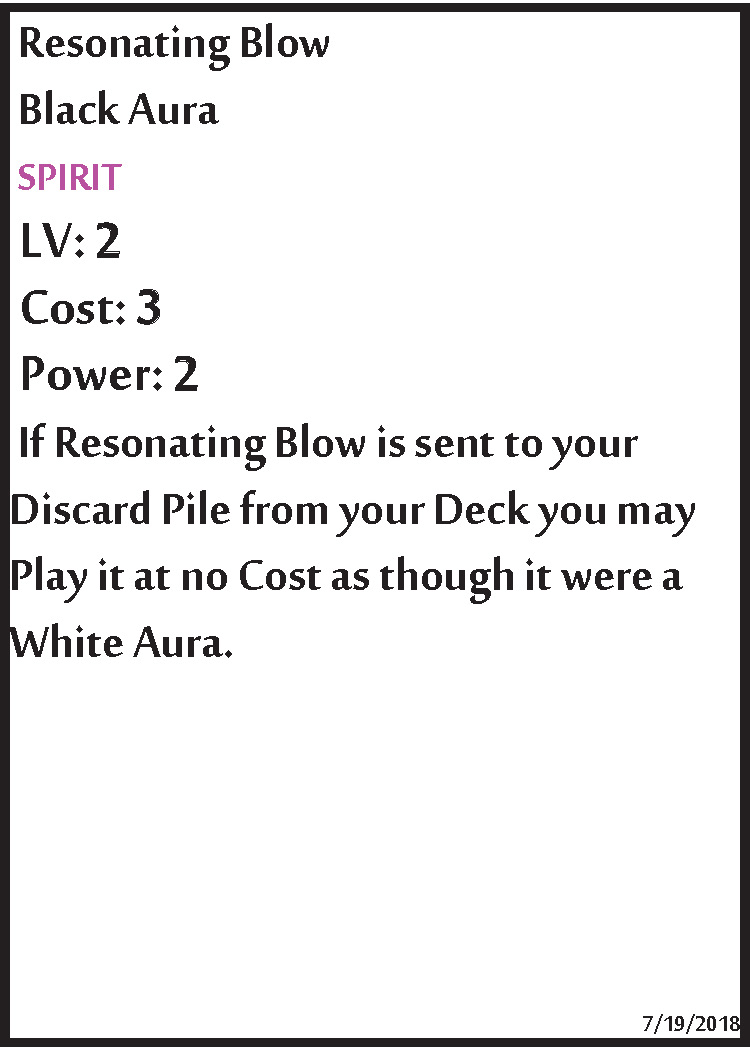 Resonating Blow
Black Aura
SPIRIT
LV: 2
Cost: 3
Power: 2
If Resonating Blow is sent to your
Discard Pile from your Deck you may
Play it at no Cost as though it were a
White Aura.
7/19/2018